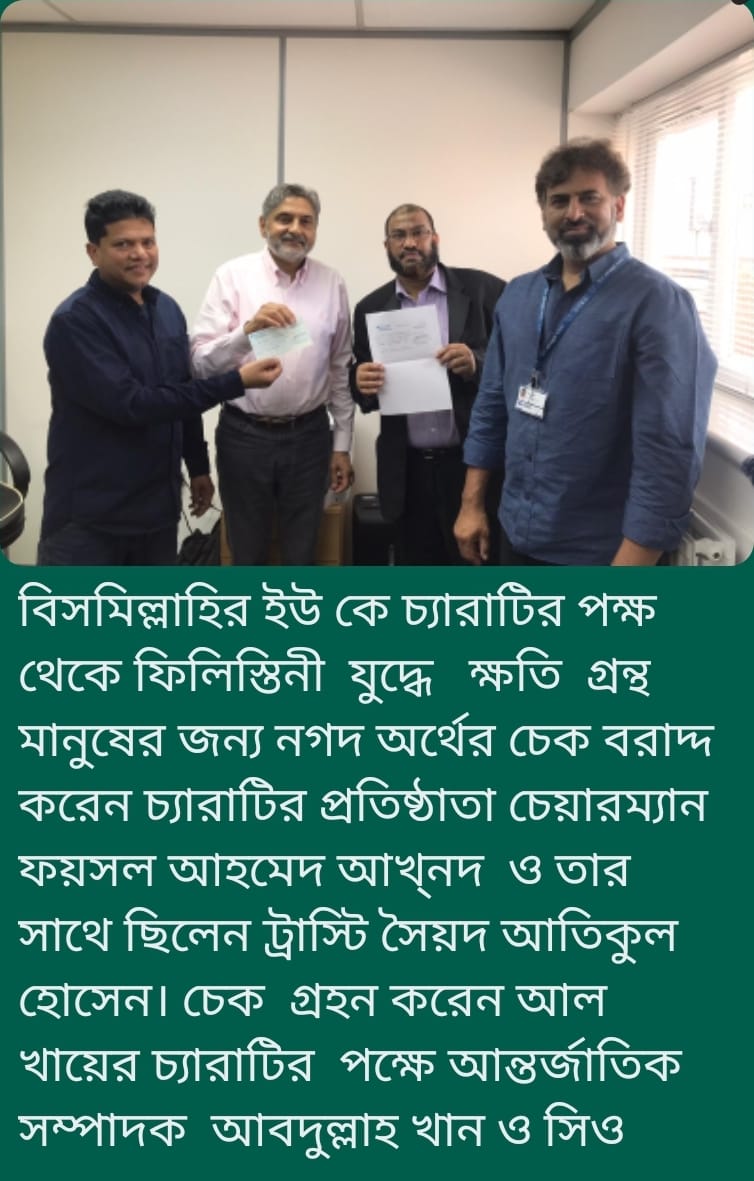 বিসমিল্লাহির ইউ কে চ্যারাটির পক্ষ
থেকে ফিলিস্তিনী যুদ্ধে ক্ষতি গ্রন্থ
মানুষের জন্য নগদ অর্থের চেক বরাদ্দ
করেন চ্যারাটির প্রতিষ্ঠাতা চেয়ারম্যান
ফয়সল আহমেদ আখ্নদ ও তার
সাথে ছিলেন ট্রাস্টি সৈয়দ আতিকুল
হোসেন। চেক গ্রহন করেন আল
খায়ের চ্যারাটির পক্ষে আন্তর্জাতিক
সম্পাদক আবদুল্লাহ খান ও সিও